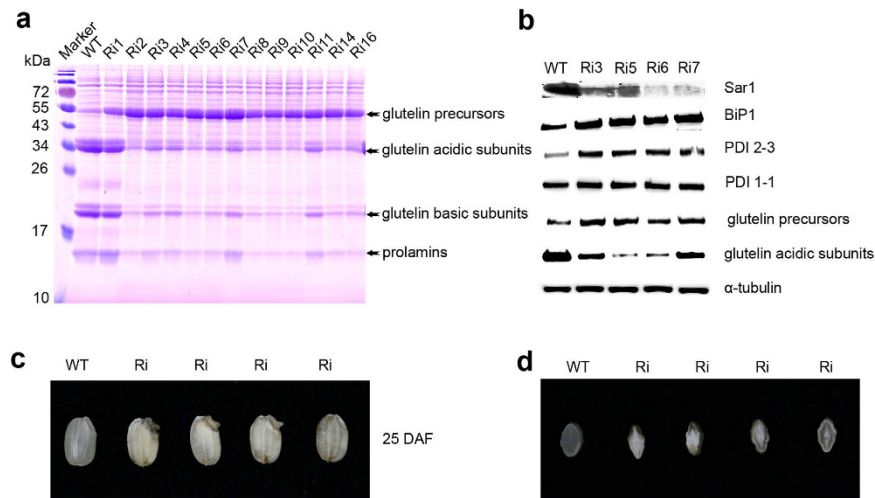 a
kDa
Marker WT Ri1 Ri2 Ri3 Ri4 Ri5 Ri6 Ri7 Ri8 Ri9 Ri10 Ri11 Ri14 Ri16
72
55
43
34
26
17
10
glutelin precursors
glutelin acidic subunits
glutelin basic subunits
prolamins
b
WT Ri3 Ri5 Ri6 Ri7
Sar1
BiP1
PDI 2-3
PDI 1-1
glutelin precursors
glutelin acidic subunits
α-tubulin
c
WT Ri Ri Ri Ri
25 DAF
d
WT Ri Ri Ri Ri